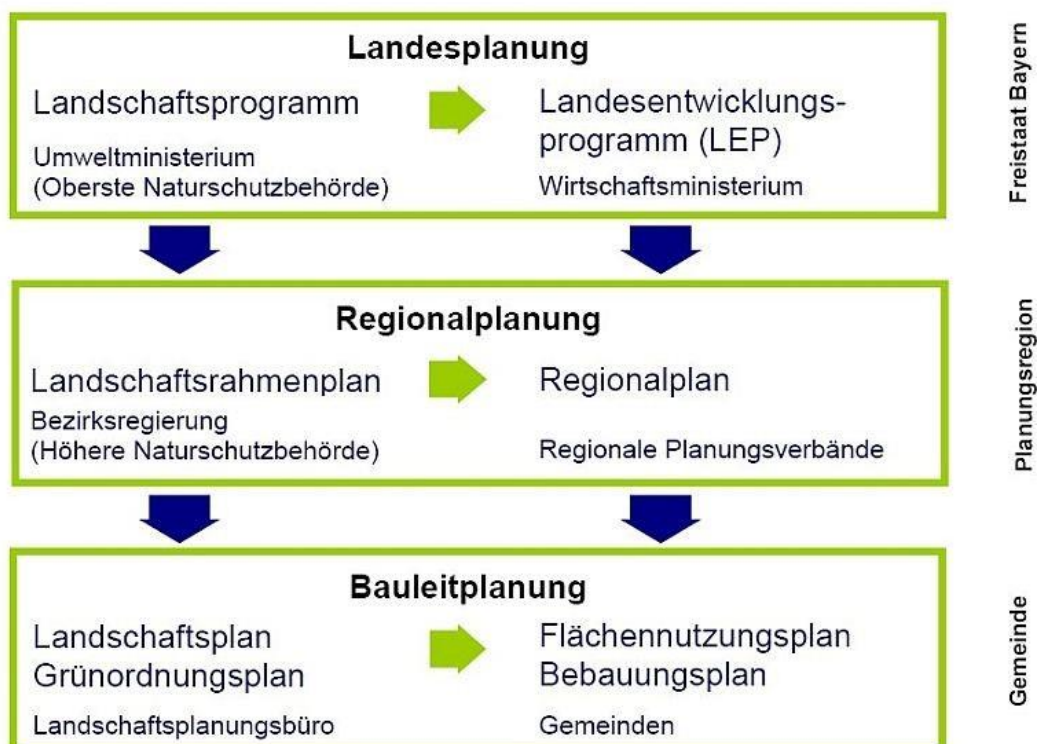 Landesplanung
Landschaftsprogramm
Umweltministerium
(Oberste Naturschutzbehörde)
Landesentwicklungs-
programm (LEP)
Wirtschaftsministerium
Freistaat Bayern
Regionalplanung
Landschaftsrahmenplan
Bezirksregierung
(Höhere Naturschutzbehörde)
Regionalplan
Regionale Planungsverbände
Planungsregion
Bauleitplanung
Landschaftsplan
Grünordnungsplan
Landschaftsplanungsbüro
Flächennutzungsplan
Bebauungsplan
Gemeinden
Gemeinde